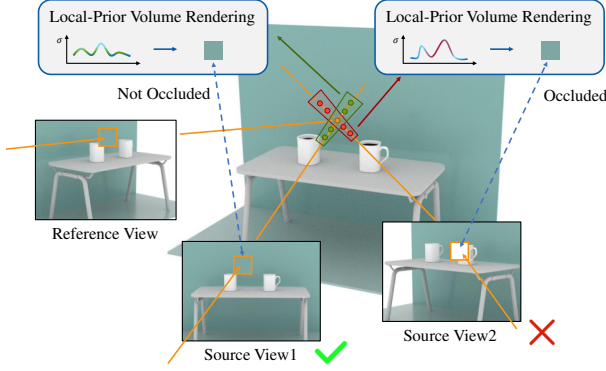 Local-Prior Volume Rendering
σ
Local-Prior Volume Rendering
σ
Not Occluded
Occluded
Reference View
Source View1
Source View2